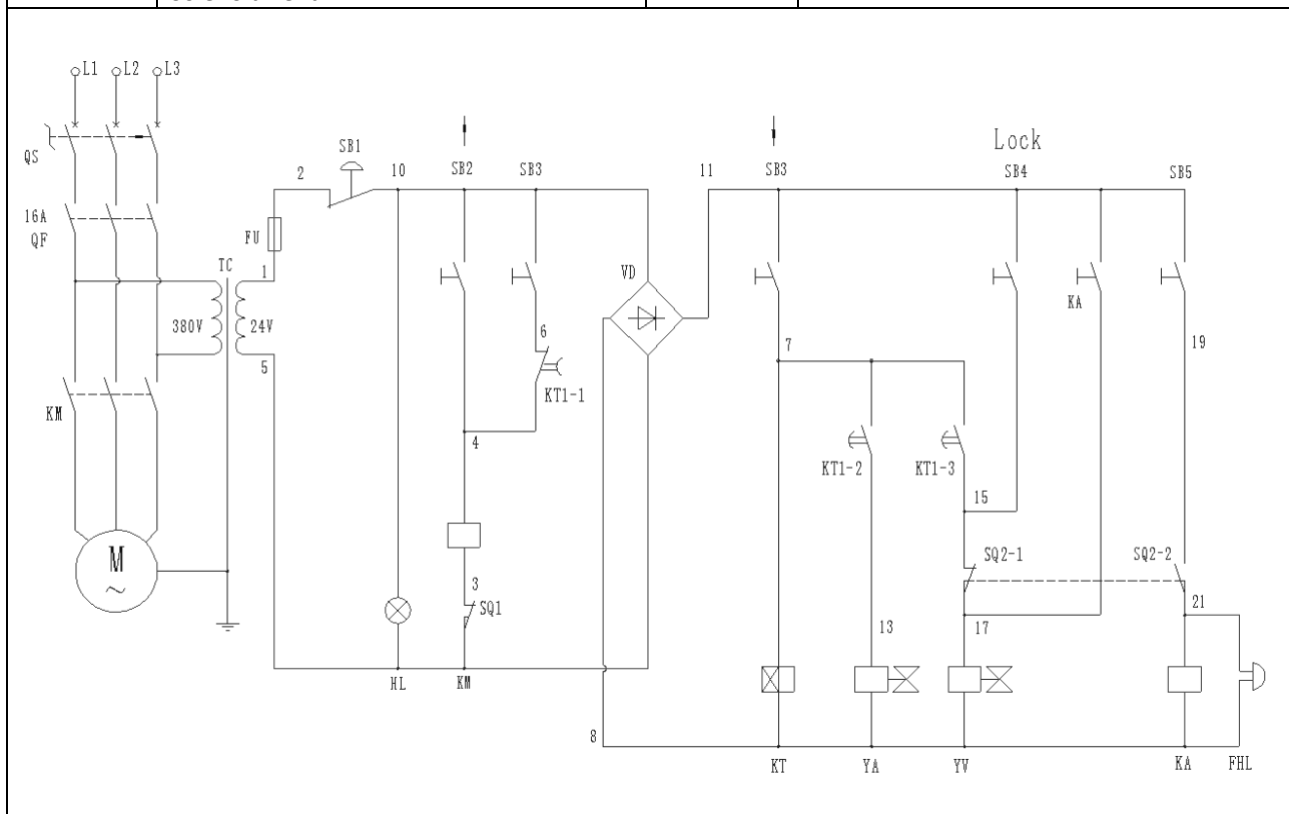 L1 L2 L3
Lock
QS
SB1
2
10
SB2
SB3
11
SB3
SB4
SB5
16A
QF
FU
TC
1
VD
KA
380V
24V
6
7
19
5
KT1-1
KM
4
KT1-2
KT1-3
15
M
~
3
SQ1
SQ2-1
SQ2-2
21
13
17
HL
KM
8
KT
YA
YV
KA
FHL